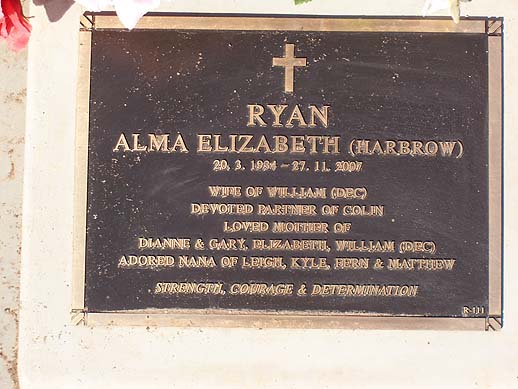 RYAN
ALMA ELIZABETH (HARBROW)
20. 3. 1934 ~ 27. 11. 2007
WIFE OF WILLIAM (DEC)
DEVOTED PARTNER OF COLIN
LOVED MOTHER OF
DIANNE & GARY, ELIZABETH, WILLIAM (DEC)
ADORED NANA OF LEIGH, KYLE, FERN & MATTHEW
STRENGTH, COURAGE & DETERMINATION
R-111